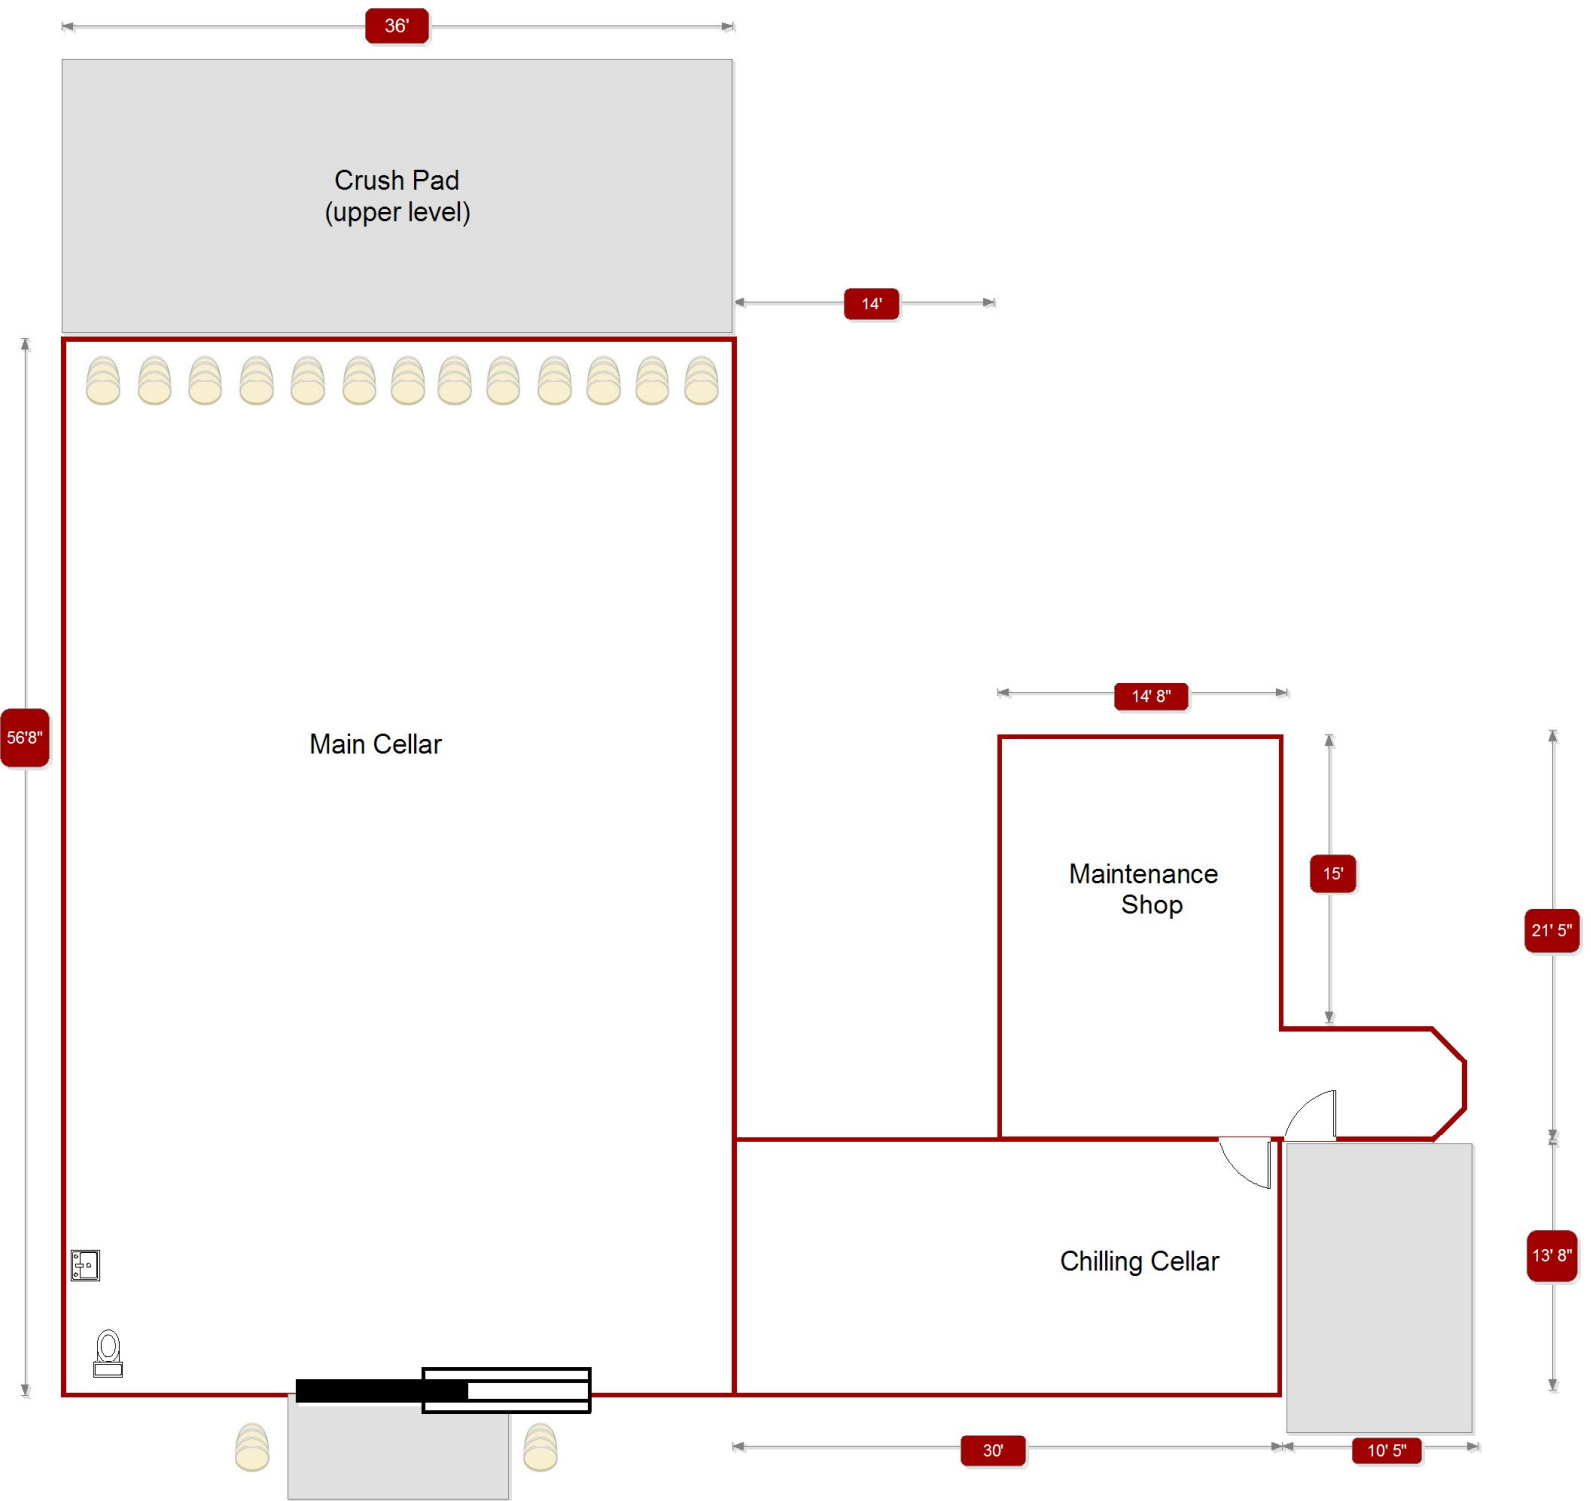 36'
Crush Pad
(upper level)
14'
56'8"
Main Cellar
14' 8"
Maintenance
Shop
15'
21' 5"
Chilling Cellar
13' 8"
30'
10' 5"